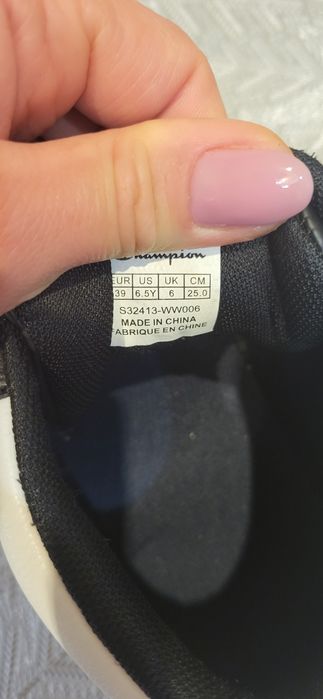 Champion
EUR US UK CM
39 6.5Y 6 25.0
S32413-WW006
MADE IN CHINA
FABRIQUE EN CHINE